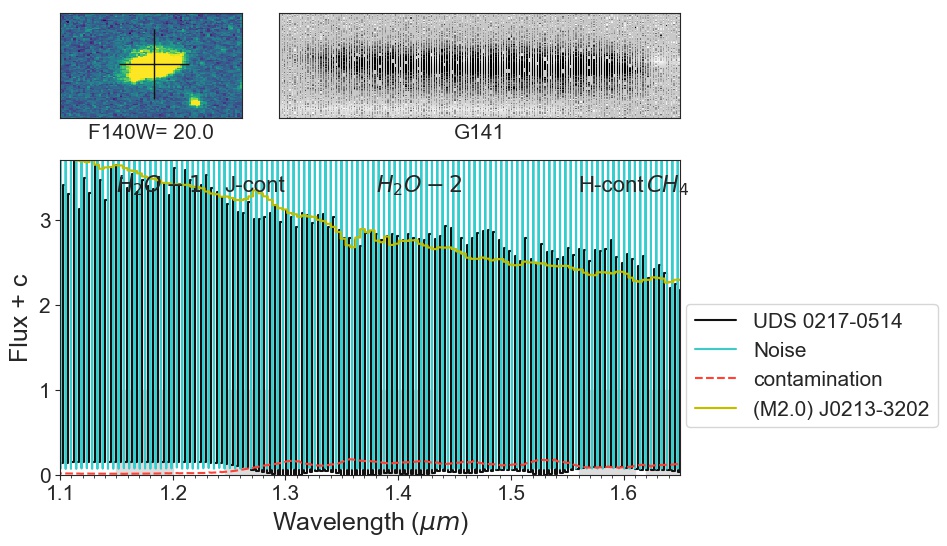 F140W= 20.0
G141
H₂O − 1
J-cont
H₂O − 2
H-cont
CH₄
Flux + c
3
2
1
0
1.1
1.2
1.3
1.4
1.5
1.6
Wavelength (μm)
UDS 0217-0514
Noise
contamination
(M2.0) J0213-3202